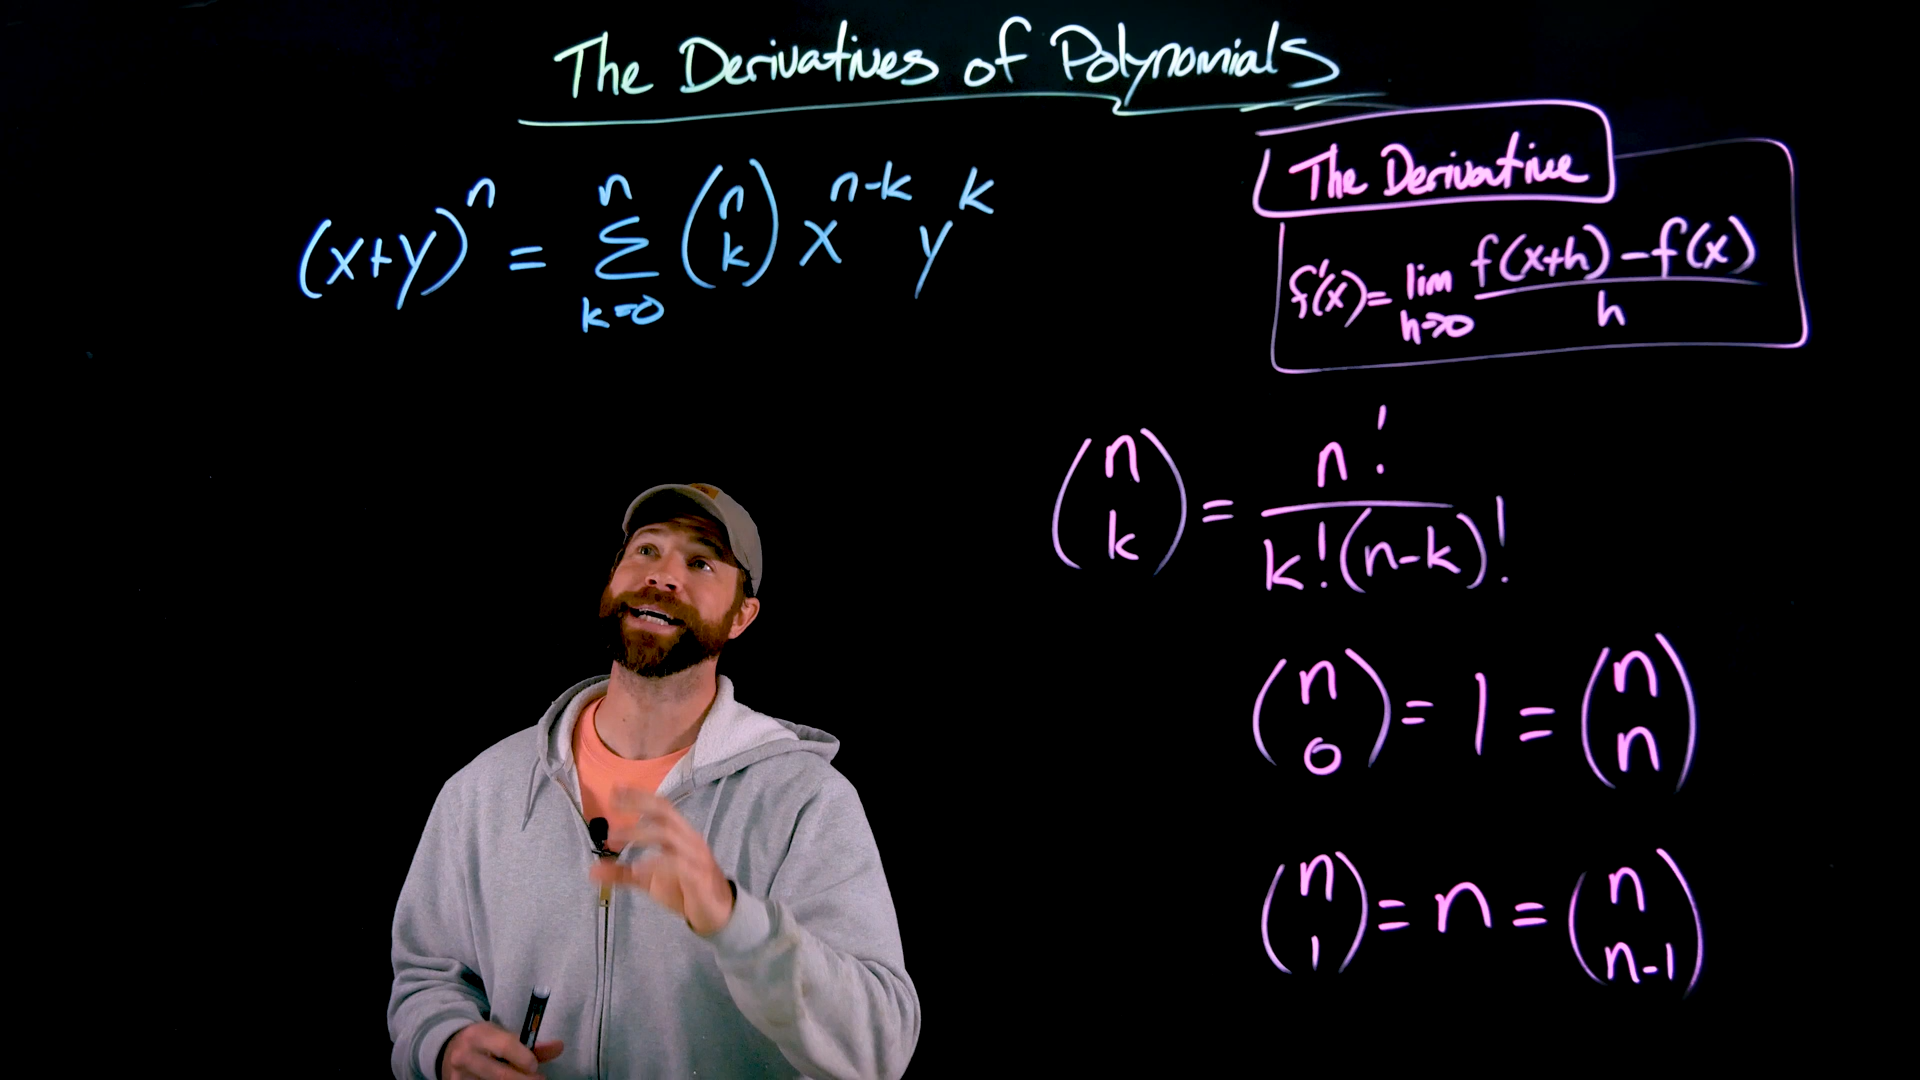 The Derivatives of Polynomials
(x+y)^n = Σ_{k=0}^{n} (n k) x^{n-k} y^k
The Derivative
f'(x) = lim_{h→0} (f(x+h) - f(x))/h
(n k) = n!/(k!(n-k)!)
(n 0) = 1 = (n n)
(n 1) = n = (n n-1)